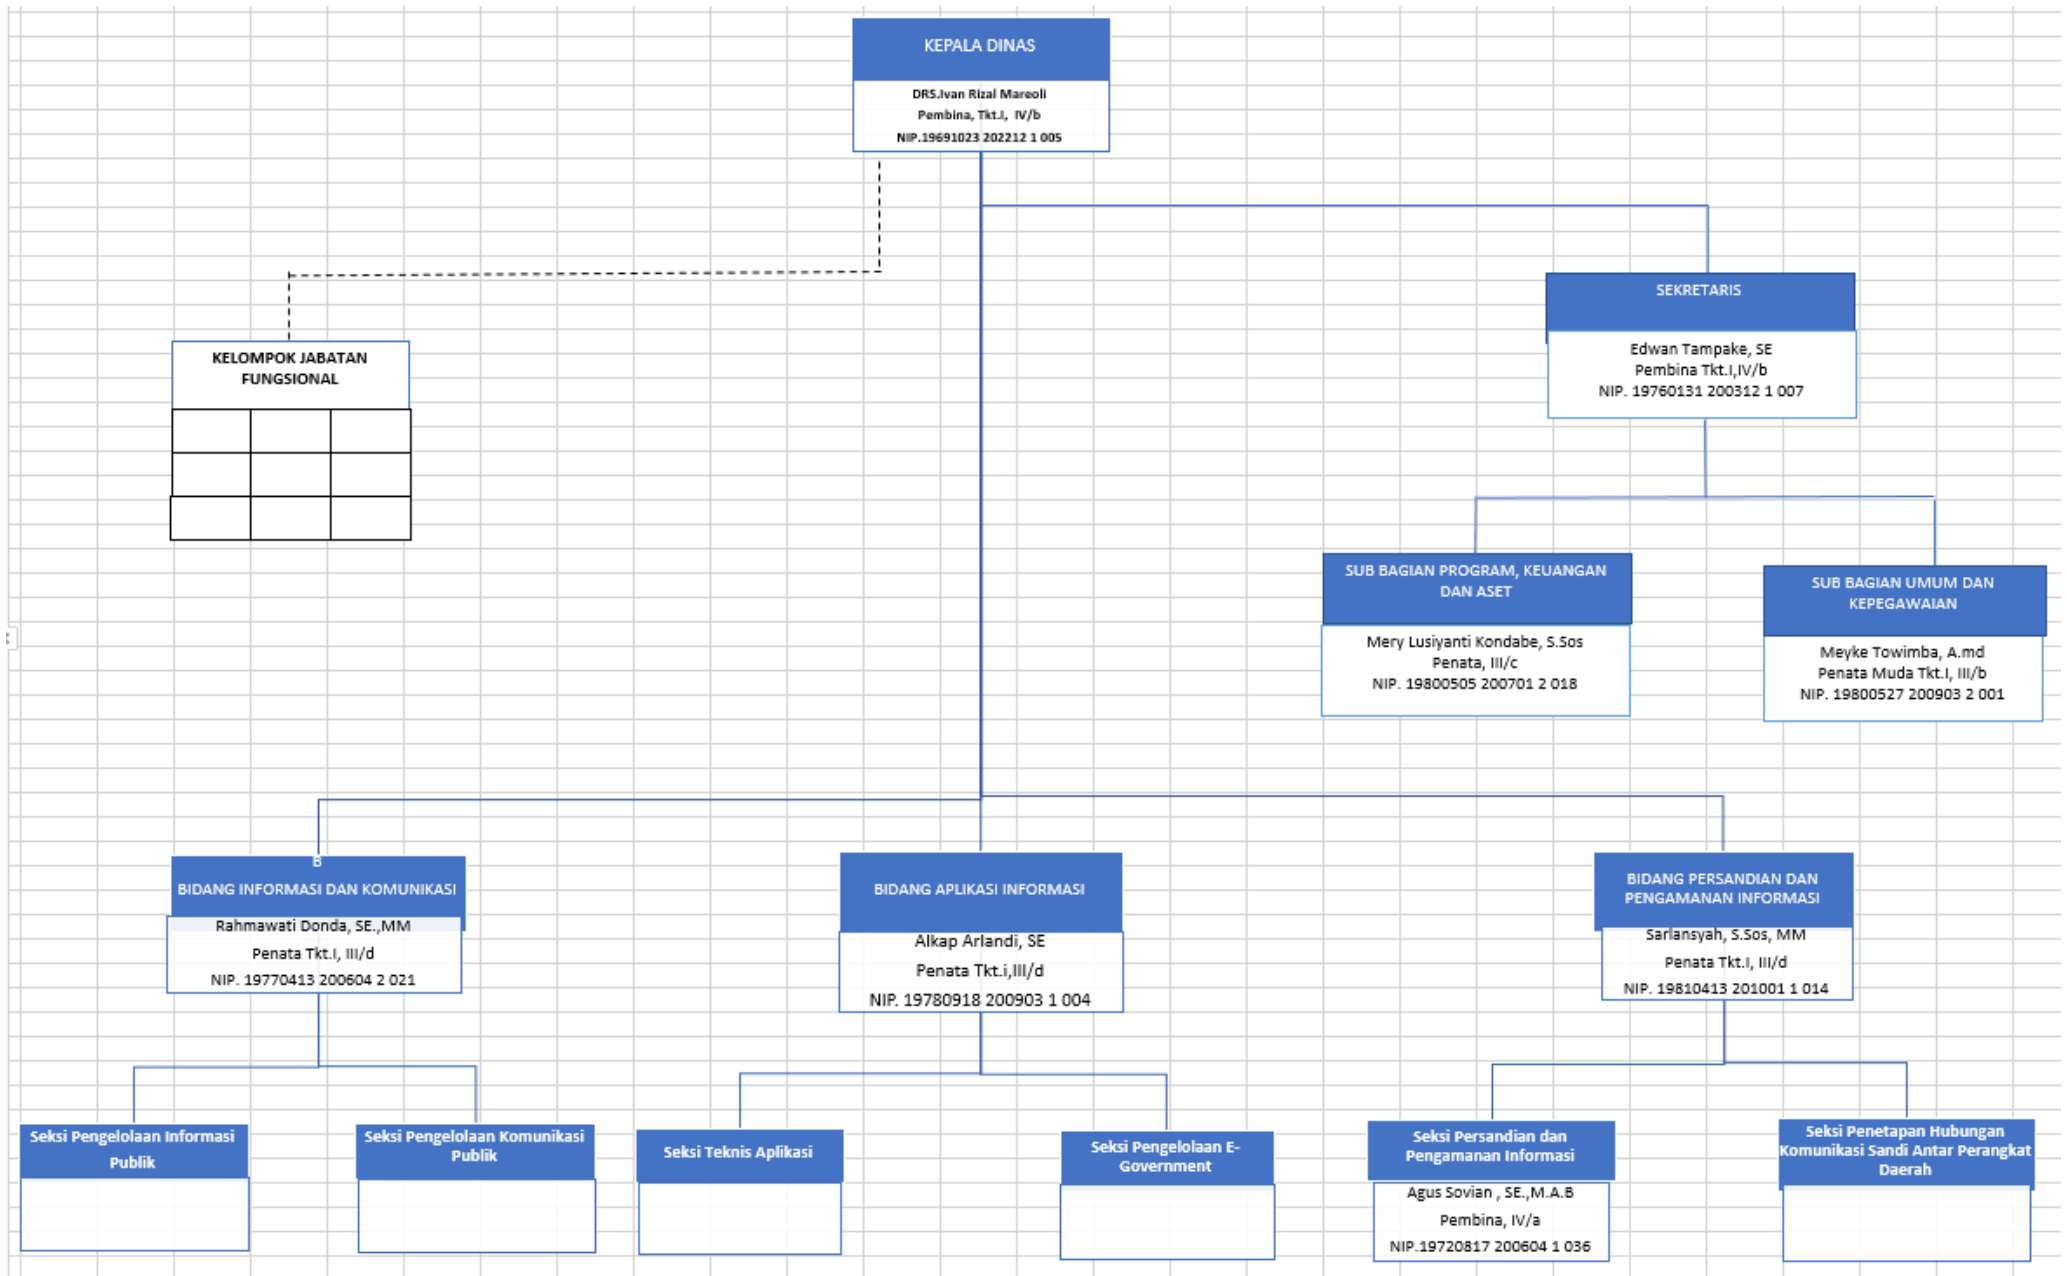 KEPALA DINAS
DRS.Ivan Rizal Mareoli
Pembina, Tkt.I, IV/b
NIP.19691023 202212 1 005
SEKRETARIS
Edwan Tampake, SE
Pembina Tkt.I,IV/b
NIP. 19760131 200312 1 007
KELOMPOK JABATAN
FUNGSIONAL
SUB BAGIAN PROGRAM, KEUANGAN
DAN ASET
Mery Lusiyanti Kondabe, S.Sos
Penata, III/c
NIP. 19800505 200701 2 018
SUB BAGIAN UMUM DAN
KEPEGAWAIAN
Meyke Towimba, A.md
Penata Muda Tkt.I, III/b
NIP. 19800527 200903 2 001
B
BIDANG INFORMASI DAN KOMUNIKASI
Rahmawati Donda, SE.,MM
Penata Tkt.I, III/d
NIP. 19770413 200604 2 021
BIDANG APLIKASI INFORMASI
Alkap Arlandi, SE
Penata Tkt.i,III/d
NIP. 19780918 200903 1 004
BIDANG PERSANDIAN DAN
PENGAMANAN INFORMASI
Sarlansyah, S.Sos, MM
Penata Tkt.I, III/d
NIP. 19810413 201001 1 014
Seksi Pengelolaan Informasi
Publik
Seksi Pengelolaan Komunikasi
Publik
Seksi Teknis Aplikasi
Seksi Pengelolaan E-
Government
Seksi Persandian dan
Pengamanan Informasi
Agus Sovian , SE.,M.A.B
Pembina, IV/a
NIP.19720817 200604 1 036
Seksi Penetapan Hubungan
Komunikasi Sandi Antar Perangkat
Daerah